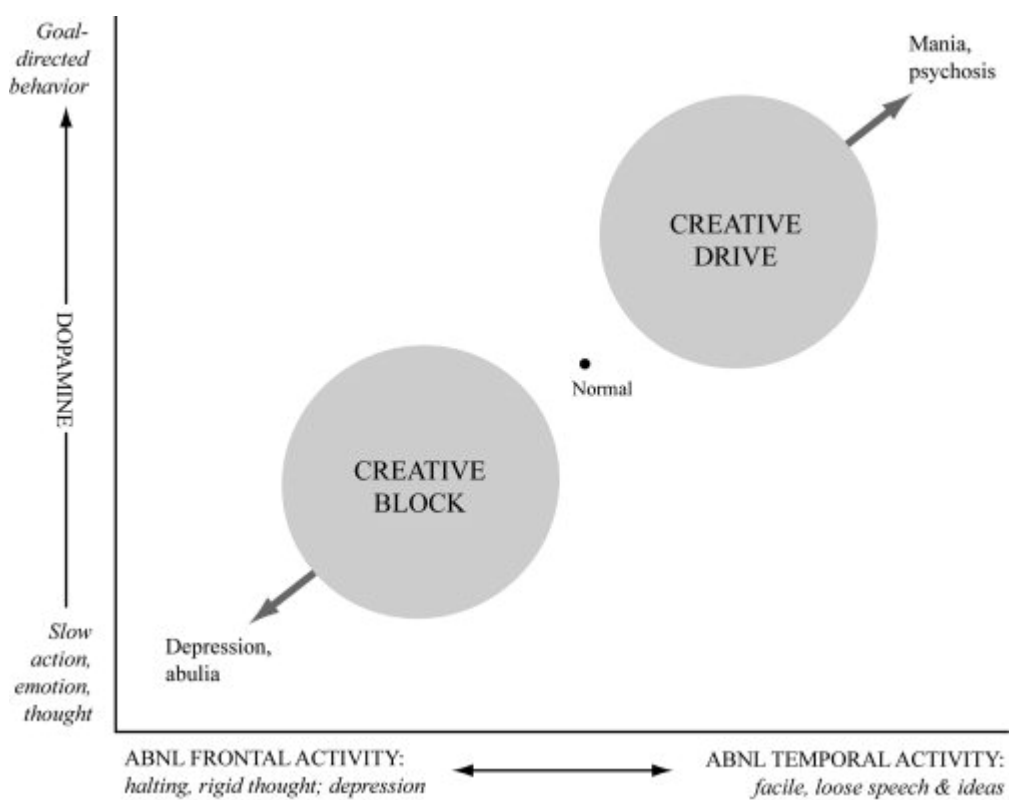 Goal-
directed
behavior
DOPAMINE
Slow
action,
emotion,
thought
Mania,
psychosis
CREATIVE
DRIVE
Normal
CREATIVE
BLOCK
Depression,
abulia
ABNL FRONTAL ACTIVITY:
halting, rigid thought; depression
ABNL TEMPORAL ACTIVITY:
facile, loose speech & ideas